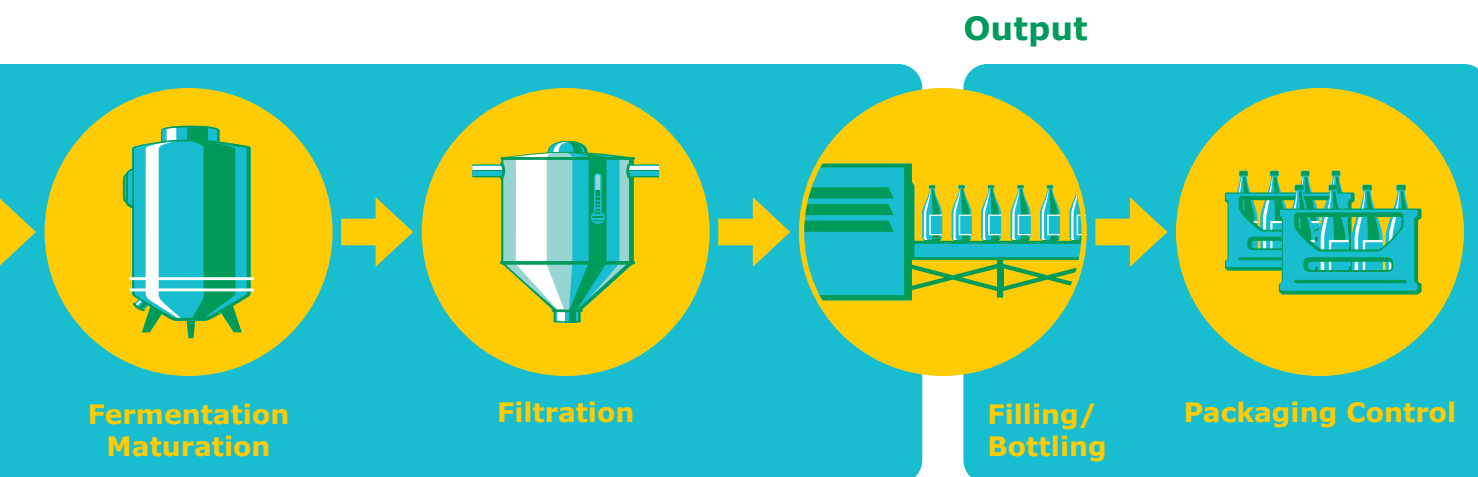 Output
Fermentation
Maturation
Filtration
Filling/
Bottling
Packaging Control